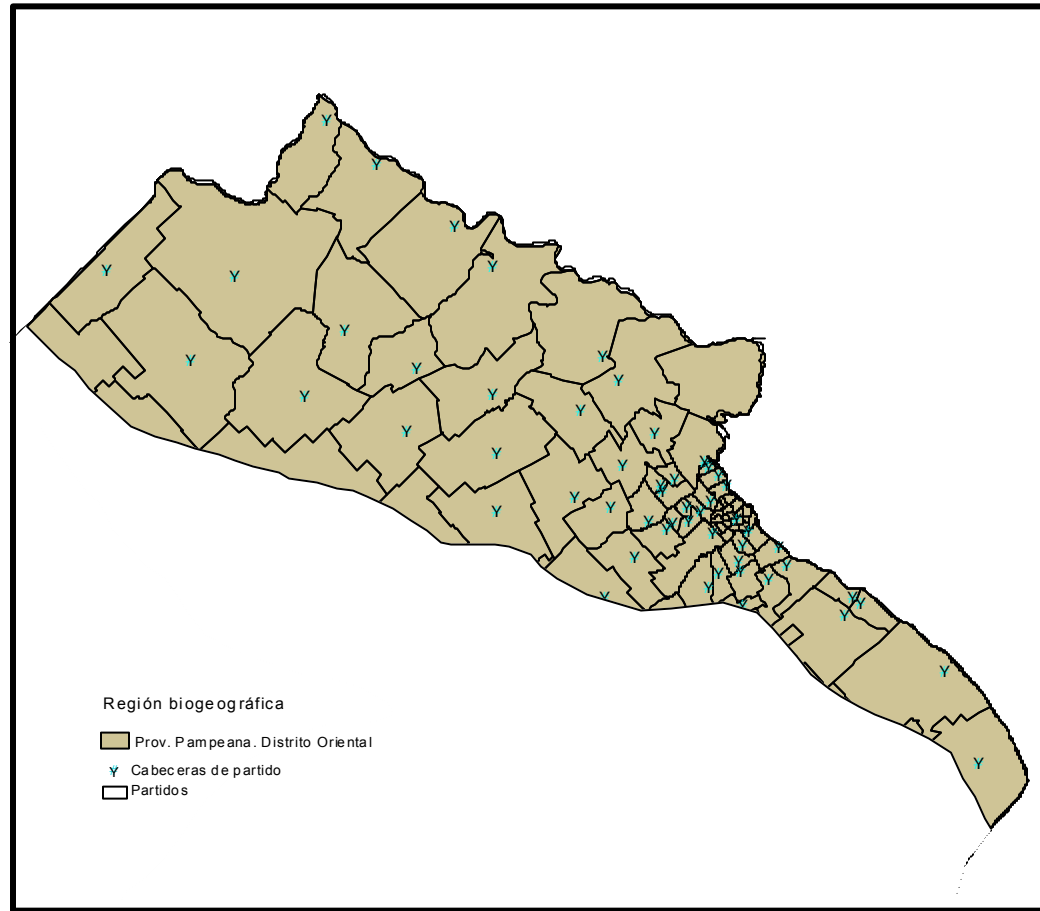 Región biogeográfica
Prov. Pampeana. Distrito Oriental
Y Cabeceras de partido
Partidos